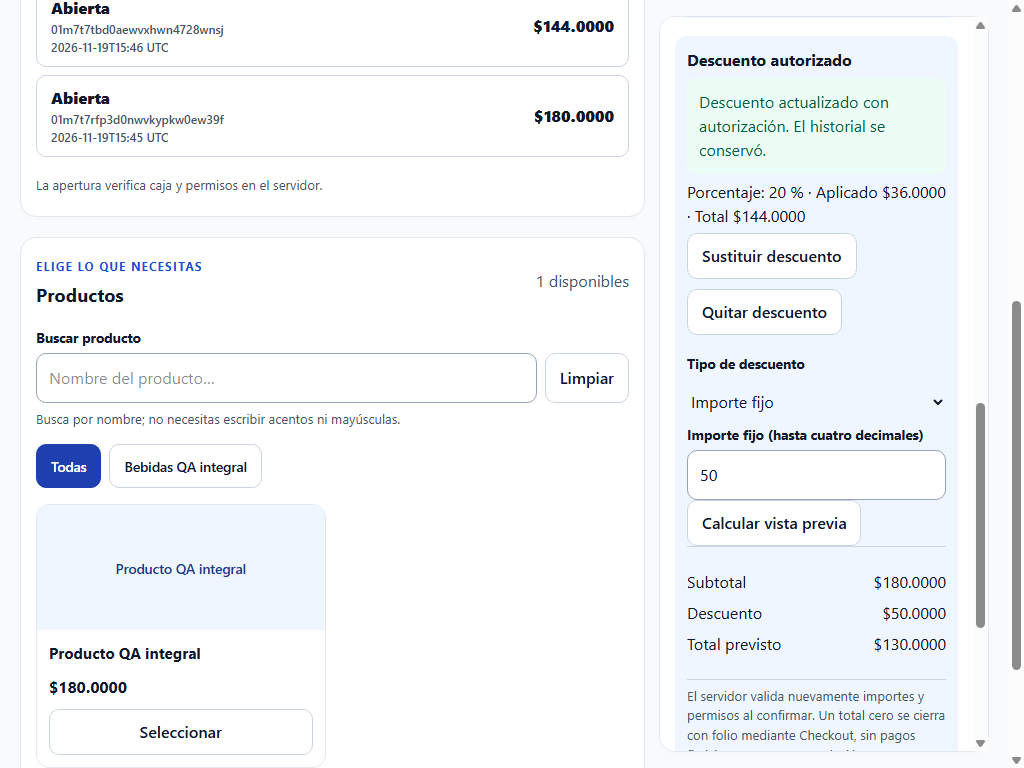 Abierta
01m7t7tbd0aewvxhwn4728wnsj
2026-11-19T15:46 UTC
$144.0000
Abierta
01m7t7rfp3d0nwvkypkw0ew39f
2026-11-19T15:45 UTC
$180.0000
La apertura verifica caja y permisos en el servidor.
ELIGE LO QUE NECESITAS
Productos
1 disponibles
Buscar producto
Nombre del producto...
Limpiar
Busca por nombre; no necesitas escribir acentos ni mayúsculas.
Todas
Bebidas QA integral
Producto QA integral
Producto QA integral
$180.0000
Seleccionar
Descuento autorizado
Descuento actualizado con
autorización. El historial se
conservó.
Porcentaje: 20 % · Aplicado $36.0000
· Total $144.0000
Sustituir descuento
Quitar descuento
Tipo de descuento
Importe fijo
Importe fijo (hasta cuatro decimales)
50
Calcular vista previa
Subtotal $180.0000
Descuento $50.0000
Total previsto $130.0000
El servidor valida nuevamente importes y
permisos al confirmar. Un total cero se cierra
con folio mediante Checkout, sin pagos